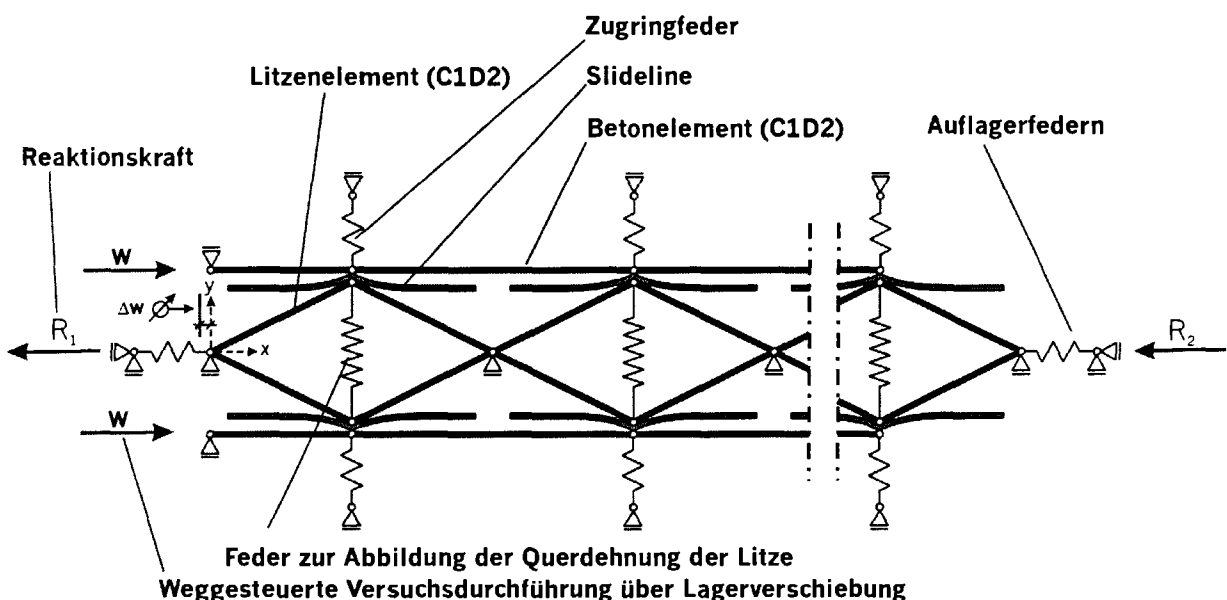 Zugringfeder
Litzenelement (C1D2)
Slideline
Betonelement (C1D2)
Auflagerfedern
Reaktionskraft
W
y
Δw
R₁
x
R₂
W
Feder zur Abbildung der Querdehnung der Litze
Weggesteuerte Versuchsdurchführung über Lagerverschiebung